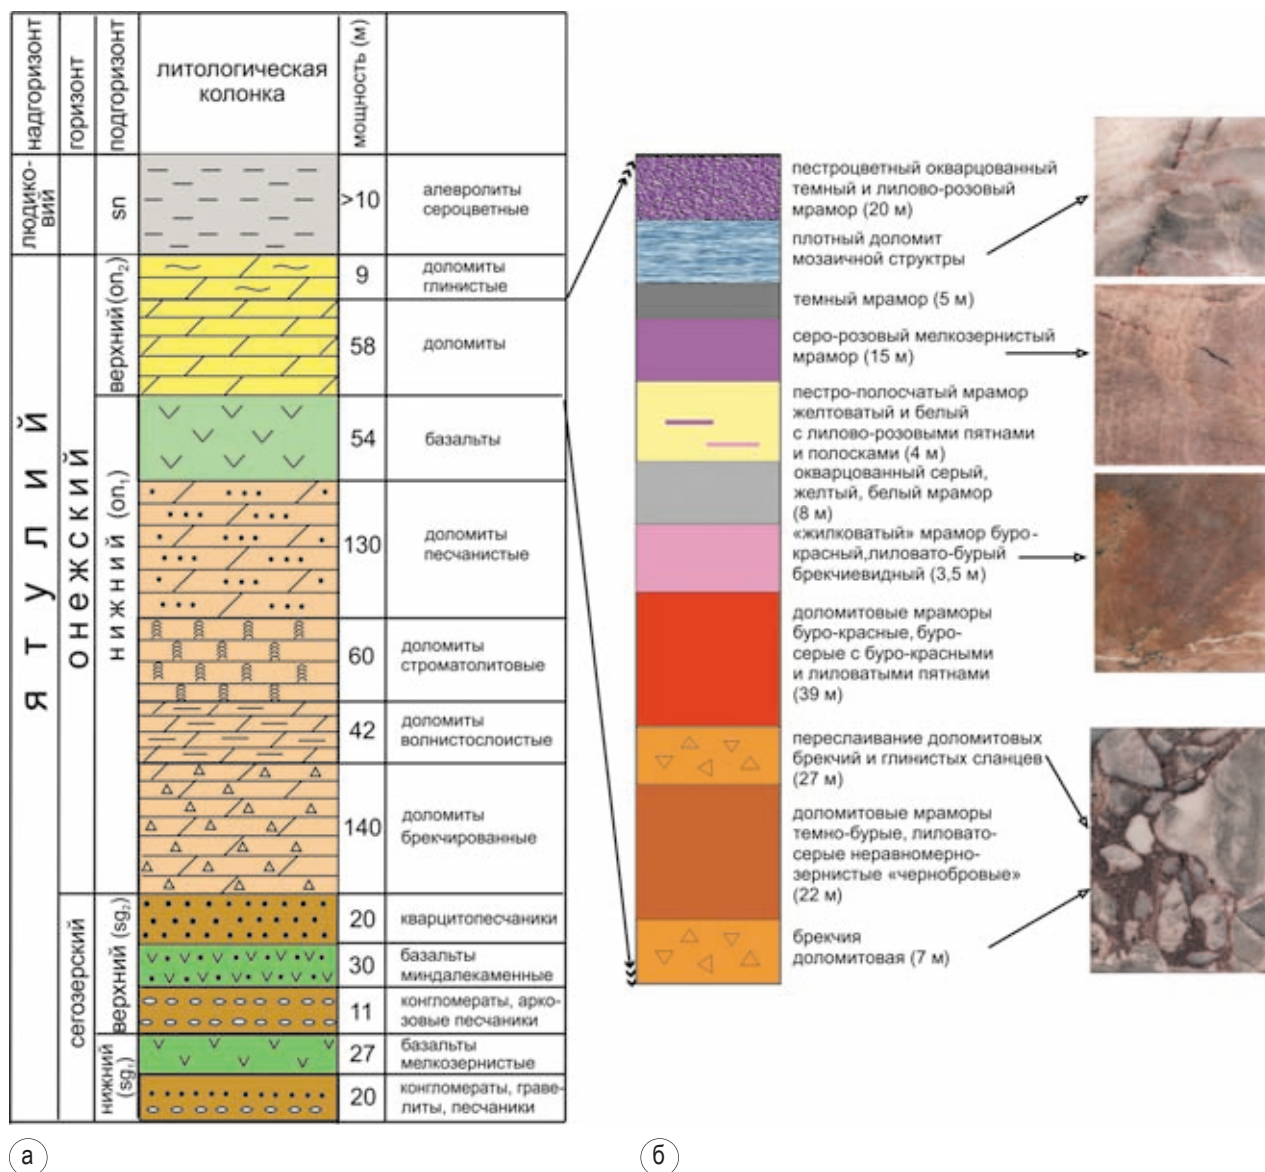 надгоризонт
горизонт
подгоризонт
литологическая
колонка
мощность (м)
людико-
вий
sn
>10
алевролиты
сероцветные
ятулий
онежский
верхний (on2)
9
доломиты
глинистые
58
доломиты
нижний (on1)
54
базальты
130
доломиты
песчанистые
60
доломиты
строматолитовые
42
доломиты
волнистослоистые
140
доломиты
брекчированные
сегозерский
верхний (sg2)
20
кварцитопесчаники
30
базальты
миндалекаменные
11
конгломераты, арко-
зовые песчаники
нижний
(sg1)
27
базальты
мелкозернистые
20
конгломераты, граве-
литы, песчаники
а
пестроцветный окварцованный
темный и лилово-розовый
мрамор (20 м)
плотный доломит
мозаичной структры
темный мрамор (5 м)
серо-розовый мелкозернистый
мрамор (15 м)
пестро-полосчатый мрамор
желтоватый и белый
с лилово-розовыми пятнами
и полосками (4 м)
окварцованный серый,
желтый, белый мрамор
(8 м)
«жилковатый» мрамор буро-
красный,лиловато-бурый
брекчиевидный (3,5 м)
доломитовые мраморы
буро-красные, буро-
серые с буро-красными
и лиловатыми пятнами
(39 м)
переслаивание доломитовых
брекчий и глинистых сланцев
(27 м)
доломитовые мраморы
темно-бурые, лиловато-
серые неравномерно-
зернистые «чернобровые»
(22 м)
брекчия
доломитовая (7 м)
б